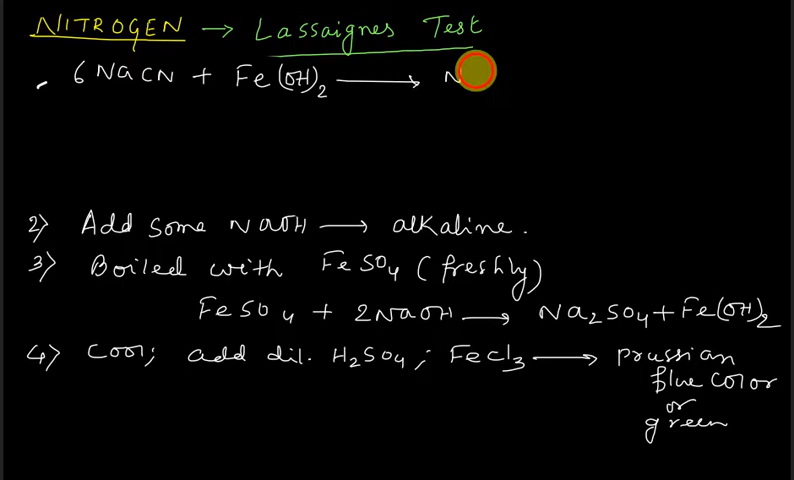 NITROGEN → Lassaignes Test
6 NaCN + Fe(OH)2 → N
2) Add some NaOH → alkaline.
3) Boiled with FeSO4 (freshly)
FeSO4 + 2NaOH → Na2SO4 + Fe(OH)2
4) Cool; add dil. H2SO4; FeCl3 → prussian
blue color
or
green